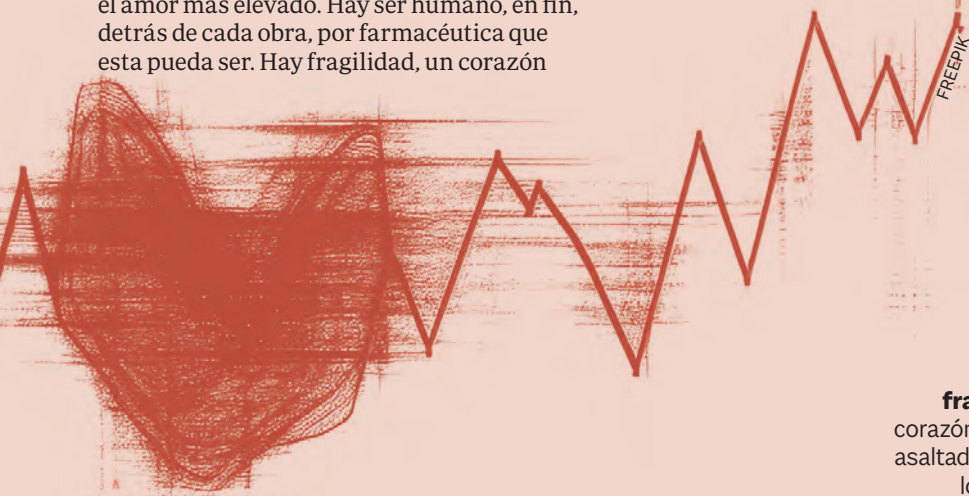 el amor más elevado. Hay ser humano, en fin,
detrás de cada obra, por farmacéutica que
esta pueda ser. Hay fragilidad, un corazón
FREEPIK